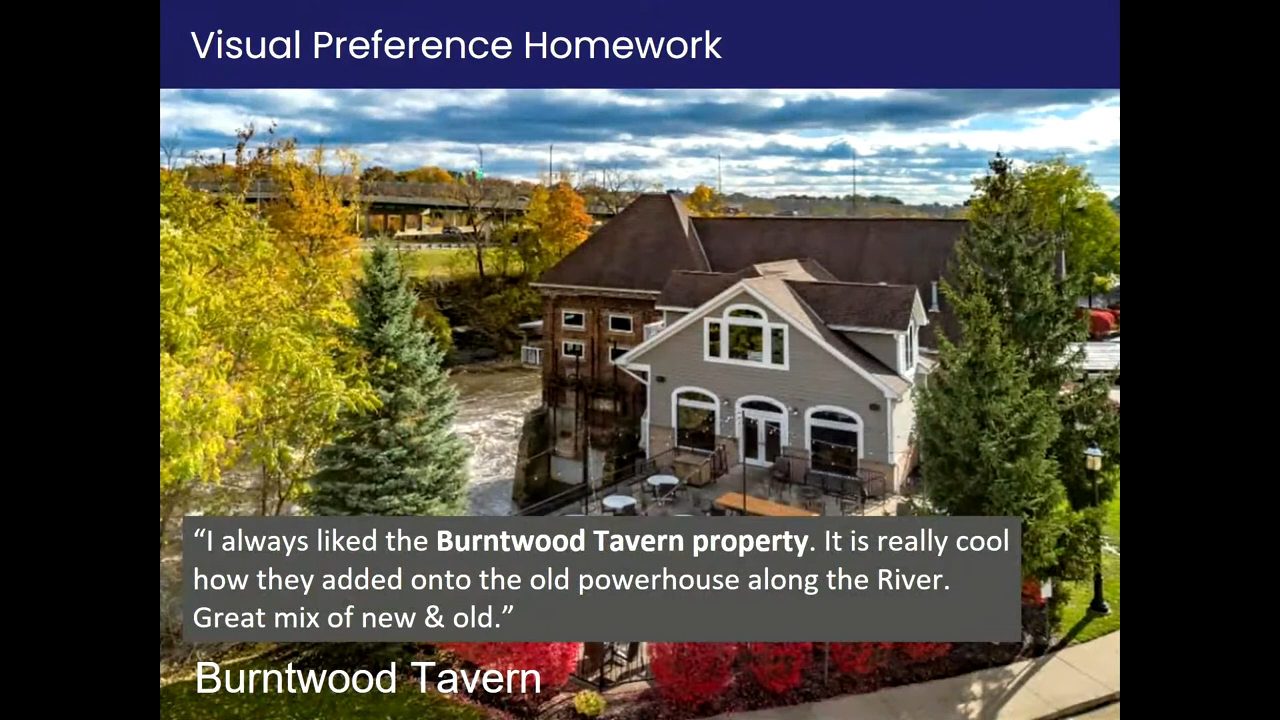 Visual Preference Homework
“I always liked the Burntwood Tavern property. It is really cool
how they added onto the old powerhouse along the River.
Great mix of new & old.”
Burntwood Tavern